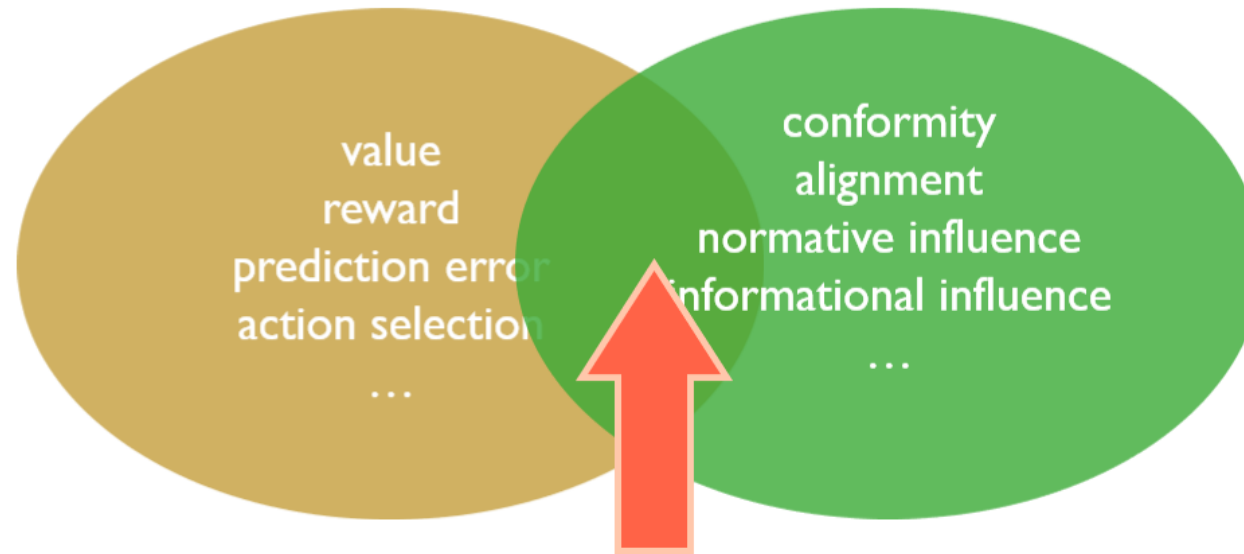 value
reward
prediction error
action selection
...
conformity
alignment
normative influence
informational influence
...